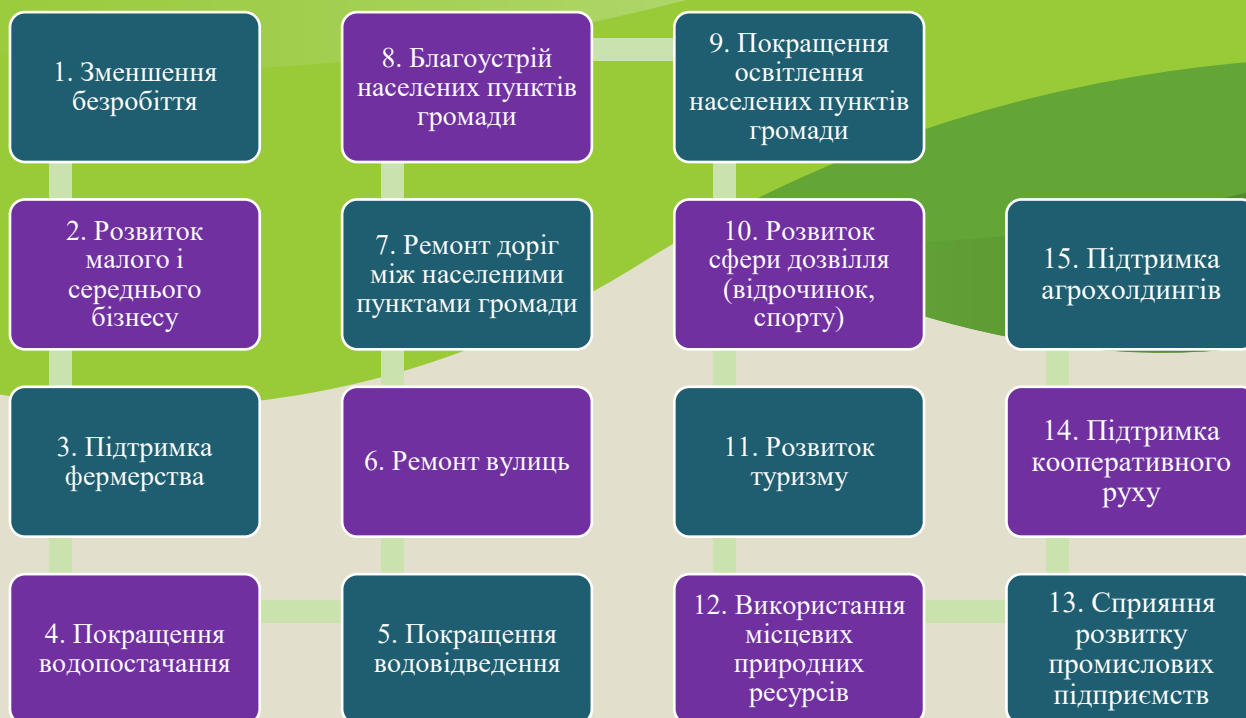 1. Зменшення
безробіття
2. Розвиток
малого і
середнього
бізнесу
3. Підтримка
фермерства
4. Покращення
водопостачання
5. Покращення
водовідведення
6. Ремонт вулиць
7. Ремонт доріг
між населеними
пунктами громади
8. Благоустрій
населених пунктів
громади
9. Покращення
освітлення
населених пунктів
громади
10. Розвиток
сфери дозвілля
(відрочинок,
спорту)
11. Розвиток
туризму
12. Використання
місцевих
природних
ресурсів
13. Сприяння
розвитку
промислових
підприємств
14. Підтримка
кооперативного
руху
15. Підтримка
агрохолдингів